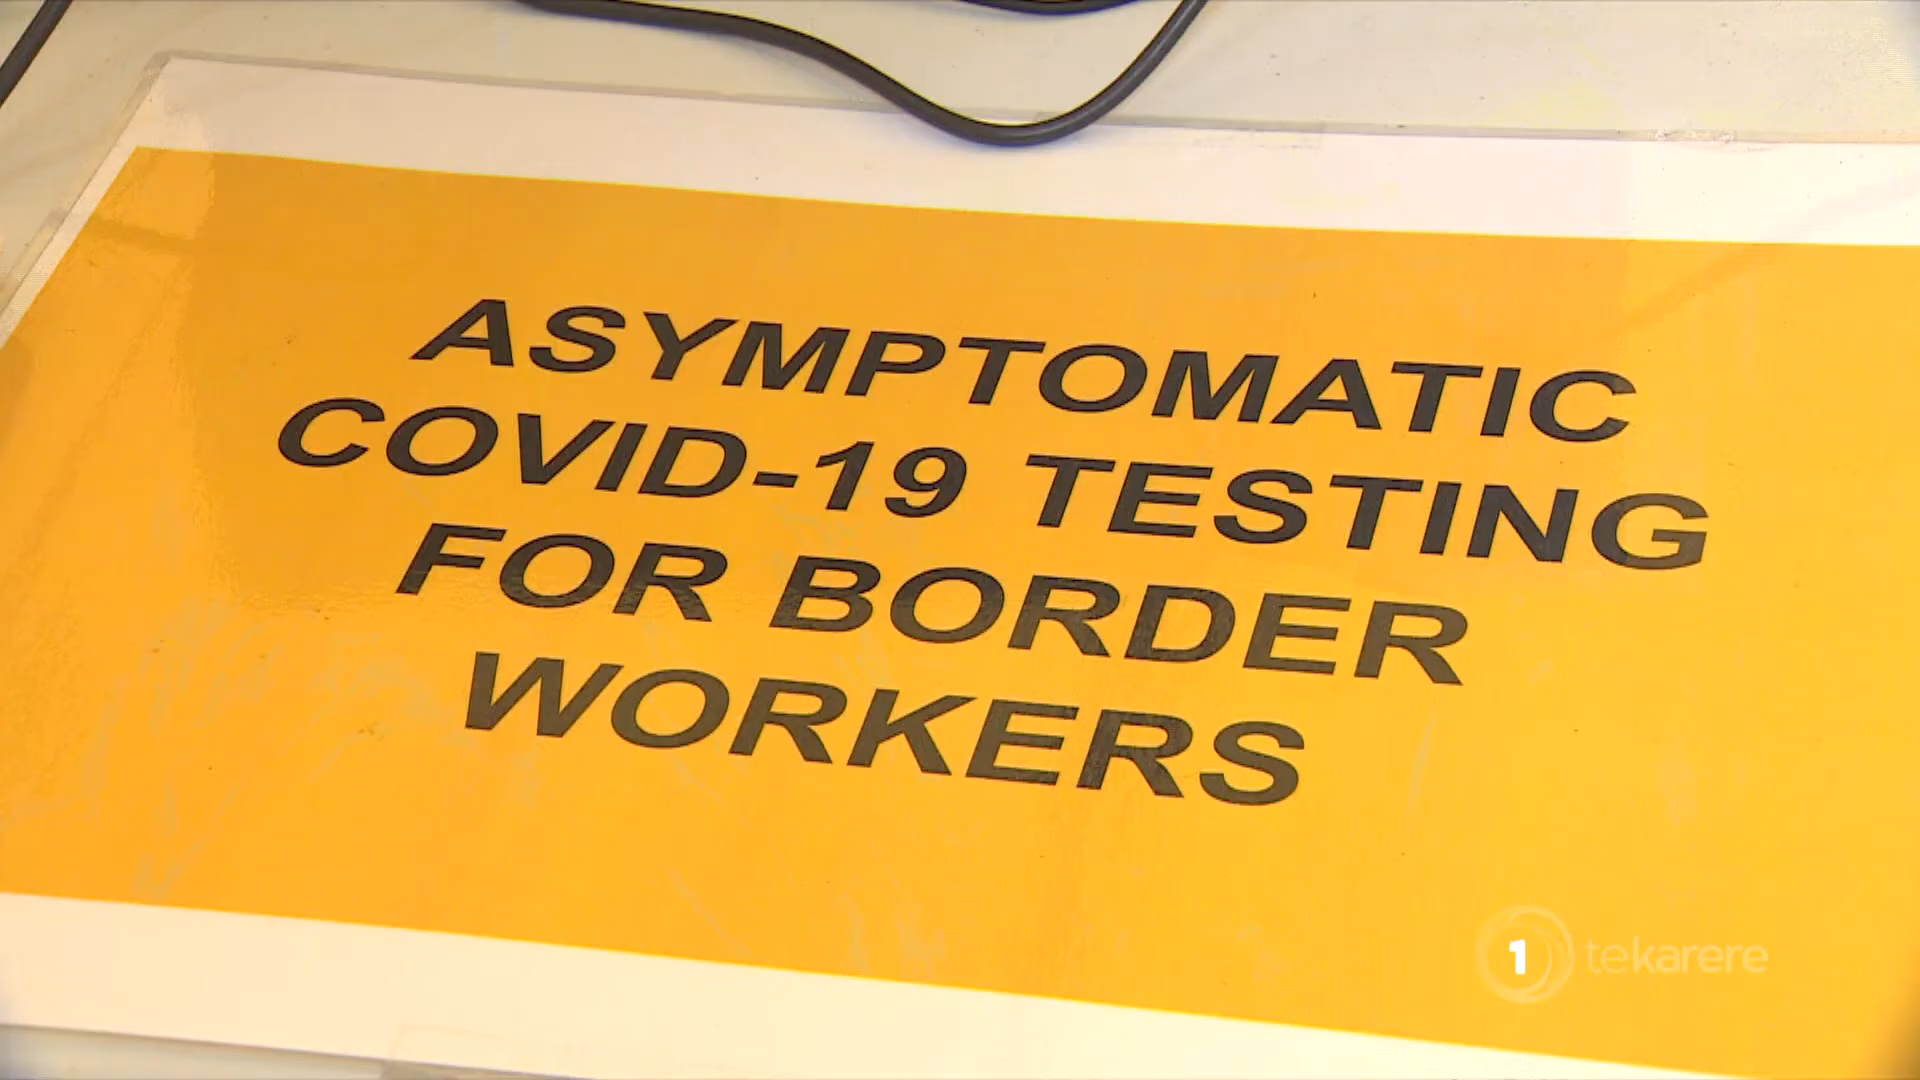 ASYMPTOMATIC
COVID-19 TESTING
FOR BORDER
WORKERS
1 tekarere